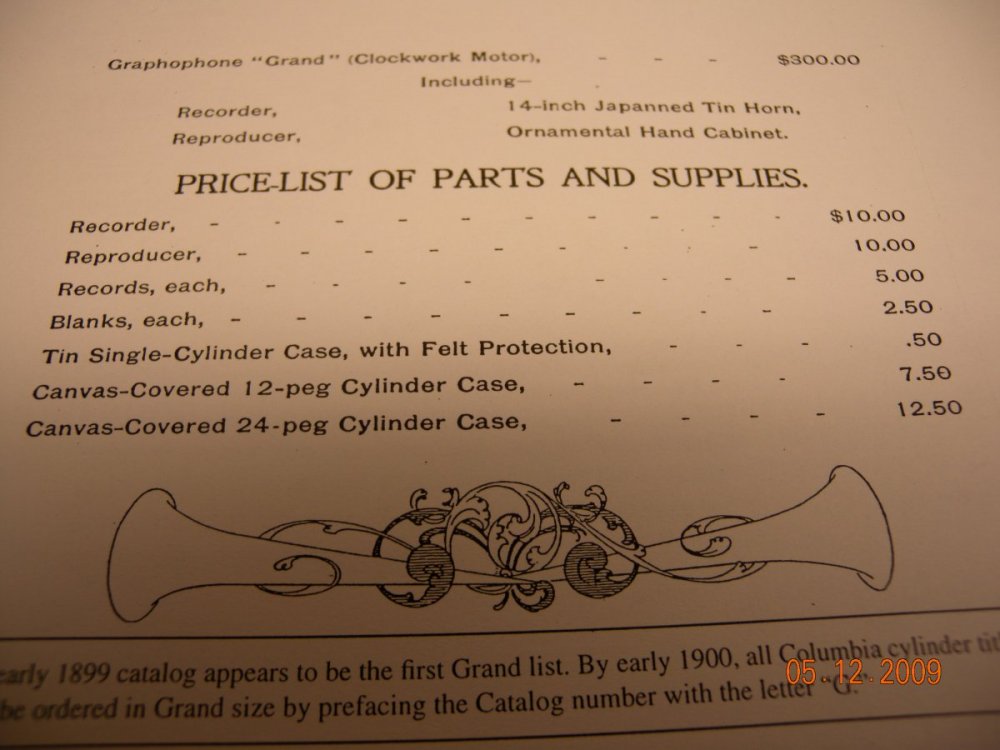 Graphophone "Grand" (Clockwork Motor), - - - $300.00
Including—
Recorder, 14-inch Japanned Tin Horn,
Reproducer, Ornamental Hand Cabinet.
PRICE-LIST OF PARTS AND SUPPLIES.
Recorder, - - - - - - - - - - $10.00
Reproducer, - - - - - - - - - 10.00
Records, each, - - - - - - - - 5.00
Blanks, each, - - - - - - - - - 2.50
Tin Single-Cylinder Case, with Felt Protection, - - - .50
Canvas-Covered 12-peg Cylinder Case, - - - - 7.50
Canvas-Covered 24-peg Cylinder Case, - - - - 12.50
early 1899 catalog appears to be the first Grand list. By early 1900, all Columbia cylinder tit
be ordered in Grand size by prefacing the Catalog number with the letter "G."
05.12.2009